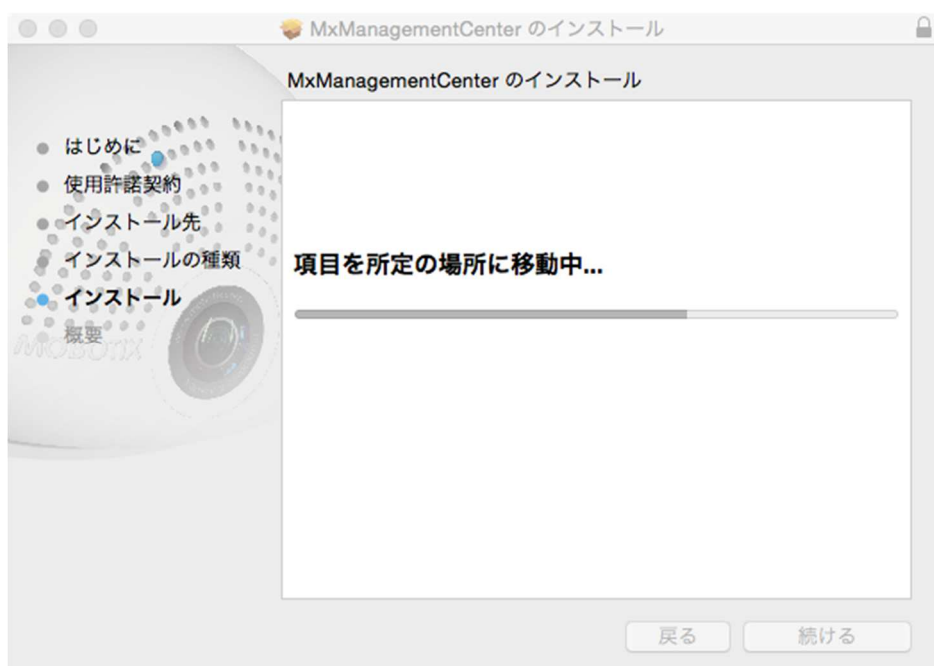 MxManagementCenter のインストール
MxManagementCenter のインストール
はじめに
使用許諾契約
インストール先
インストールの種類
インストール
概要
MOBOTIX
項目を所定の場所に移動中...
戻る
続ける